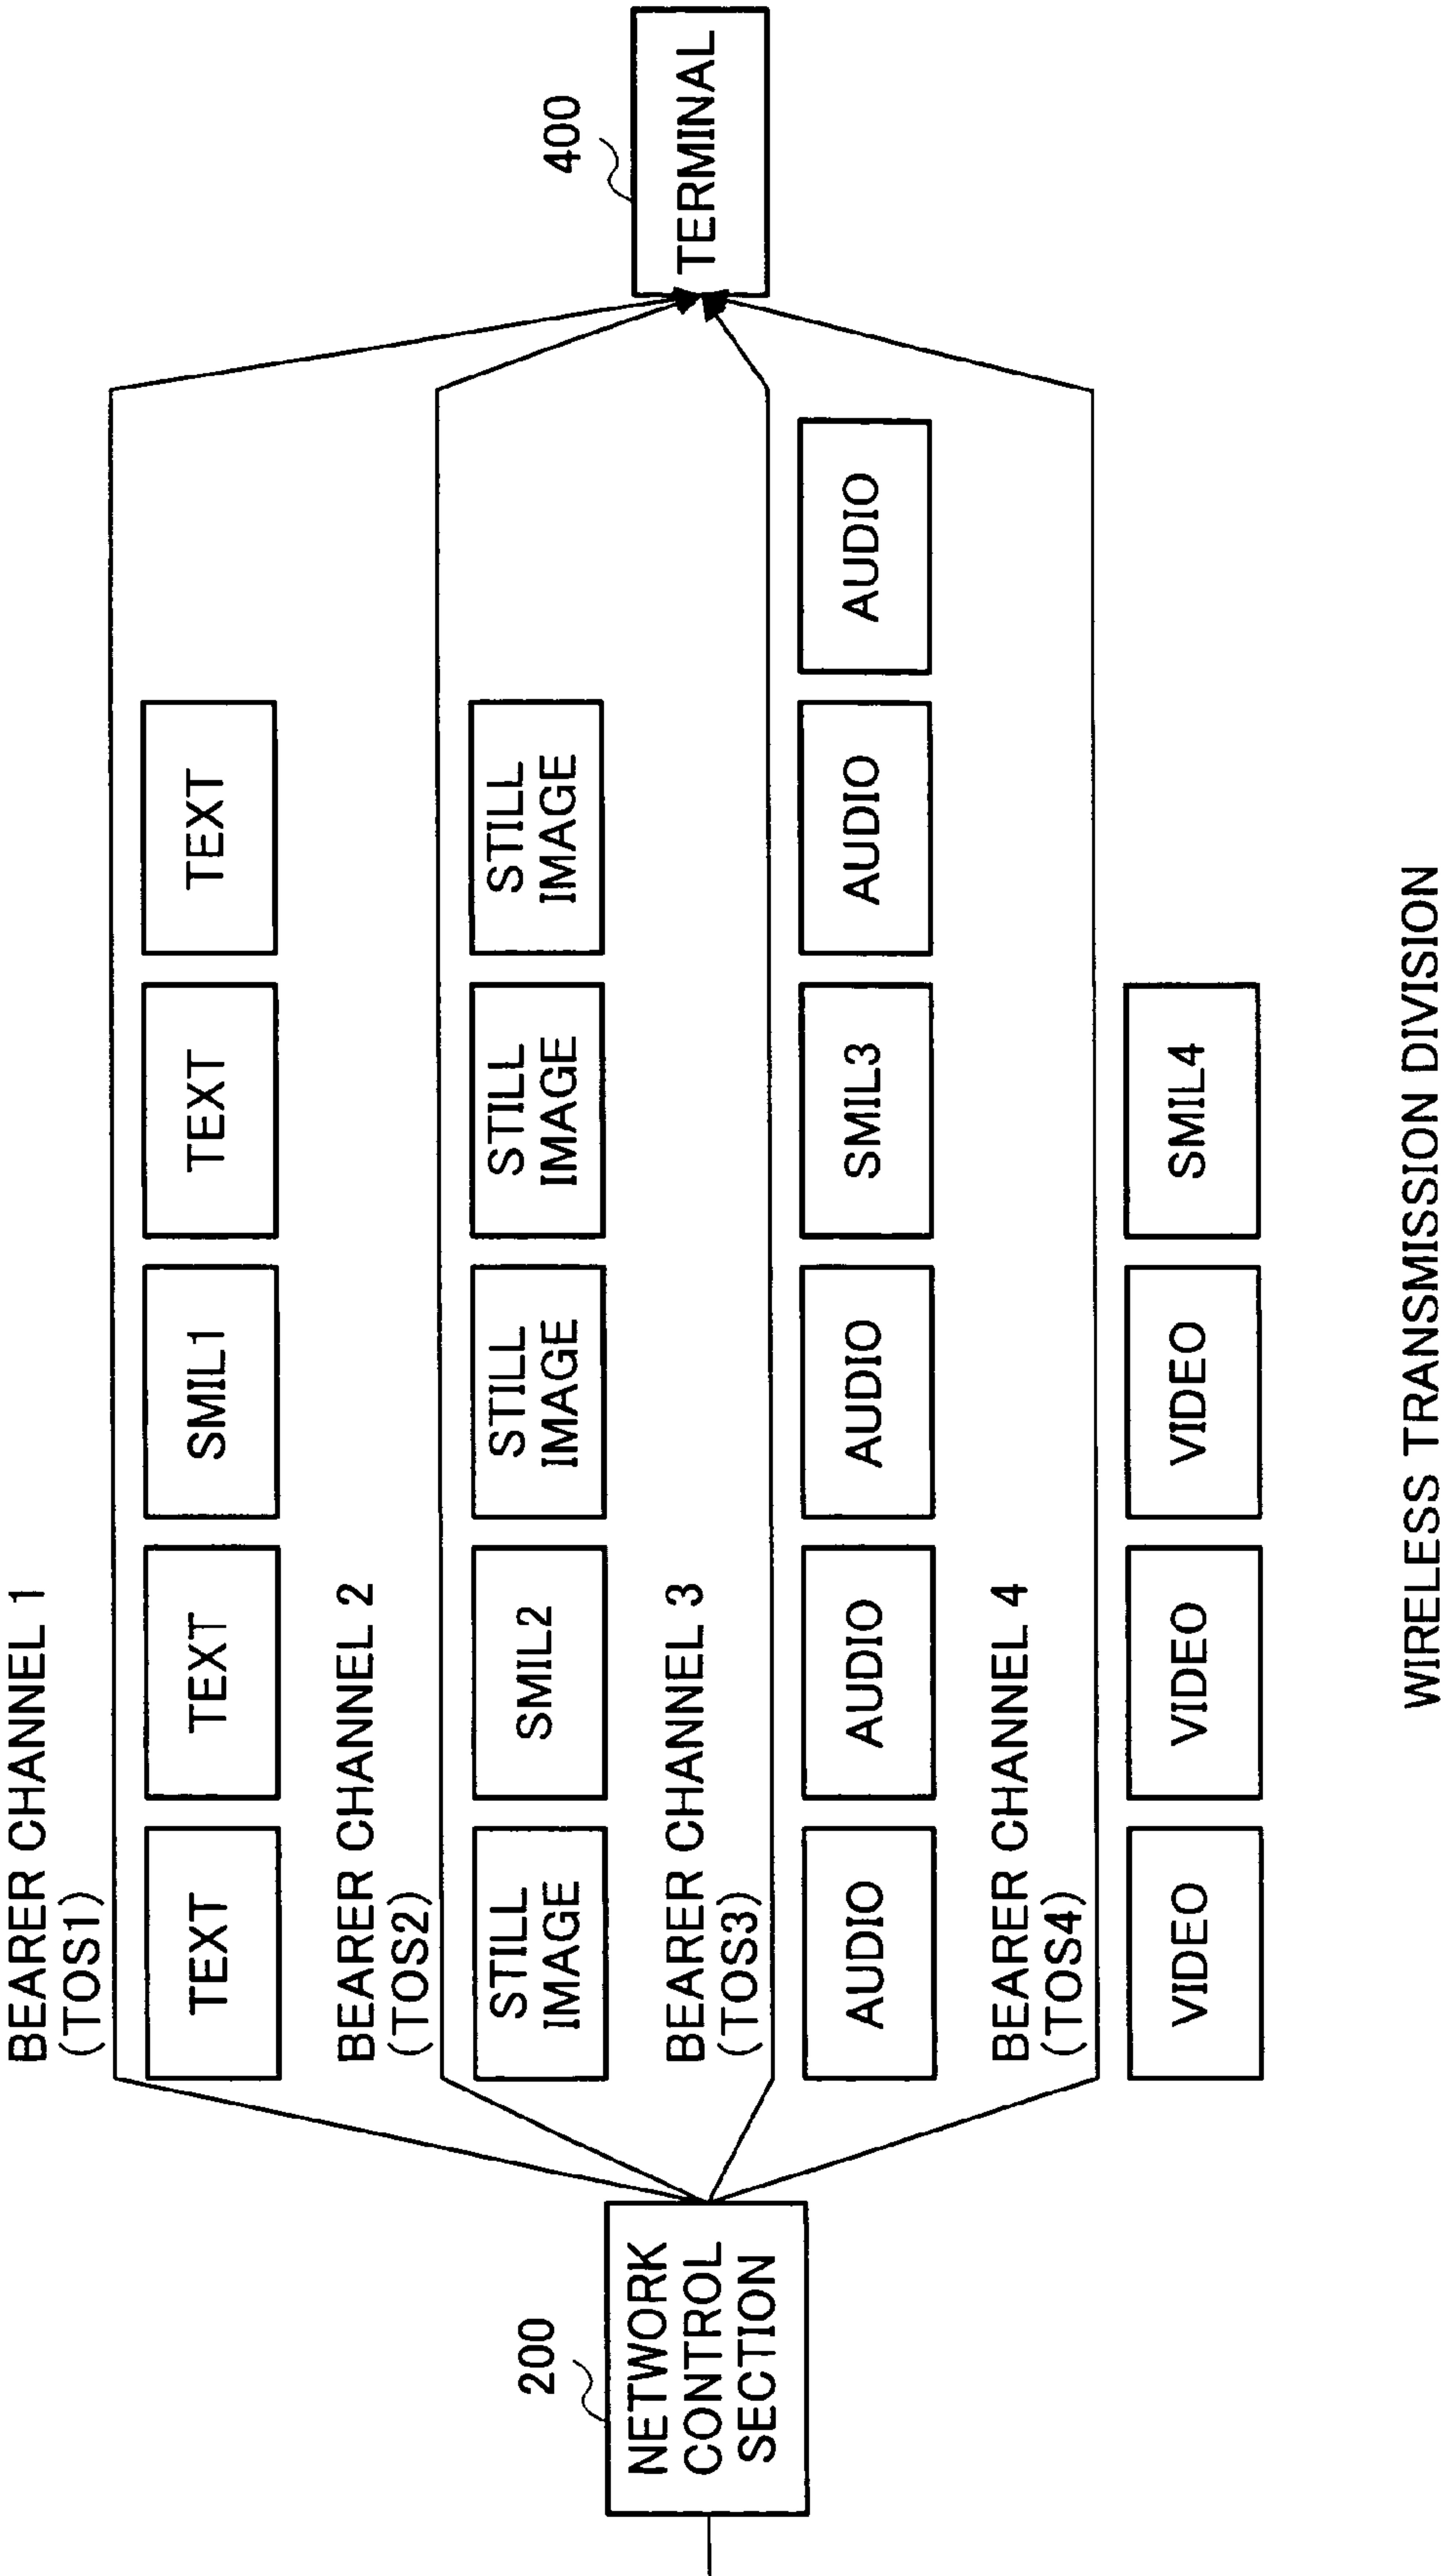 BEARER CHANNEL 1
(TOS1)
TEXT
TEXT
SMIL1
TEXT
TEXT
BEARER CHANNEL 2
(TOS2)
STILL
IMAGE
SMIL2
STILL
IMAGE
STILL
IMAGE
STILL
IMAGE
200
NETWORK
CONTROL
SECTION
400
TERMINAL
BEARER CHANNEL 3
(TOS3)
AUDIO
AUDIO
AUDIO
SMIL3
AUDIO
AUDIO
BEARER CHANNEL 4
(TOS4)
VIDEO
VIDEO
VIDEO
SMIL4
WIRELESS TRANSMISSION DIVISION